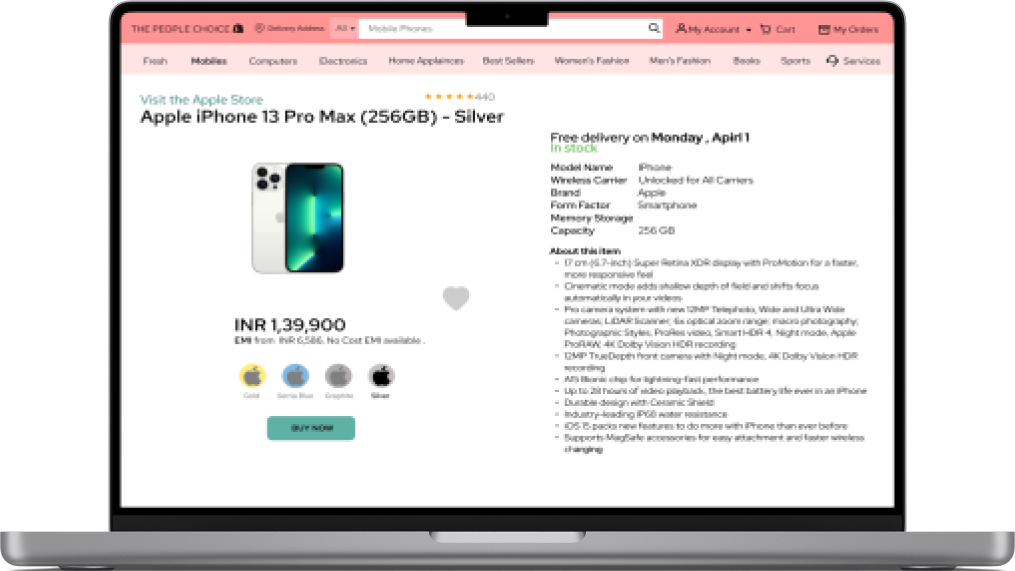 THE PEOPLE CHOICE
Delivery Address
All
Mobile Phones
My Account
Cart
My Orders
Fresh
Mobiles
Computers
Electronics
Home Applainces
Best Sellers
Women's Fashion
Men's Fashion
Books
Sports
Services
Visit the Apple Store
440
Apple iPhone 13 Pro Max (256GB) - Silver
INR 1,39,900
EMI from INR 6,586. No Cost EMI available .
Gold
Sierra Blue
Graphite
Silver
BUY NOW
Free delivery on Monday , Apirl 1
In stock
Model Name iPhone
Wireless Carrier Unlocked for All Carriers
Brand Apple
Form Factor Smartphone
Memory Storage
Capacity 256 GB
About this item
- 17 cm (6.7-inch) Super Retina XDR display with ProMotion for a faster,
more responsive feel
- Cinematic mode adds shallow depth of field and shifts focus
automatically in your videos
- Pro camera system with new 12MP Telephoto, Wide and Ultra Wide
cameras; LiDAR Scanner; 6x optical zoom range; macro photography;
Photographic Styles, ProRes video, Smart HDR 4, Night mode, Apple
ProRAW, 4K Dolby Vision HDR recording
- 12MP TrueDepth front camera with Night mode, 4K Dolby Vision HDR
recording
- A15 Bionic chip for lightning-fast performance
- Up to 28 hours of video playback, the best battery life ever in an iPhone
- Durable design with Ceramic Shield
- Industry-leading IP68 water resistance
- iOS 15 packs new features to do more with iPhone than ever before
- Supports MagSafe accessories for easy attachment and faster wireless
changing